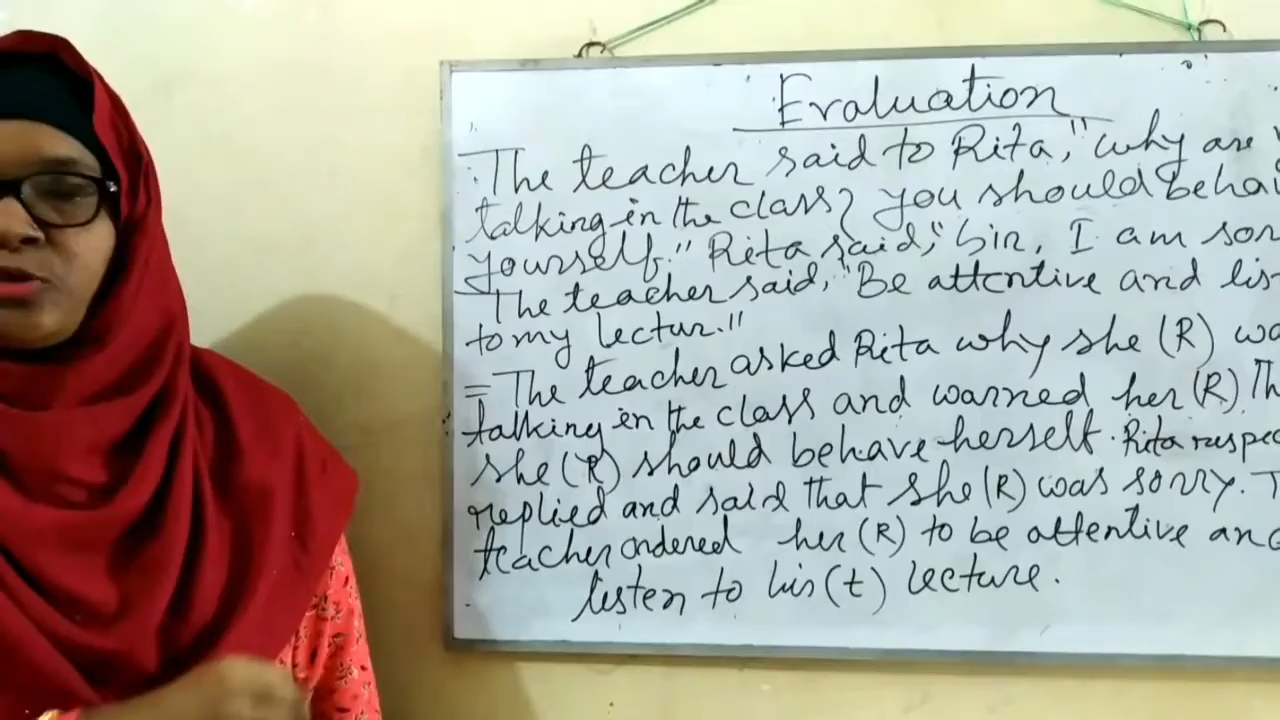 Evaluation
The teacher said to Rita, "why are
talking in the class? you should behai
yourself." Rita said, "Sir, I am sor
The teacher said, "Be attentive and lis
to my lectur."
= The teacher asked Rita why she (R) wa
talking in the class and warned her (R) Th
she (R) should behave herself. Rita respec
replied and said that she (R) was sorry. T
teacher ordered her (R) to be attentive and
listen to his (t) lecture.